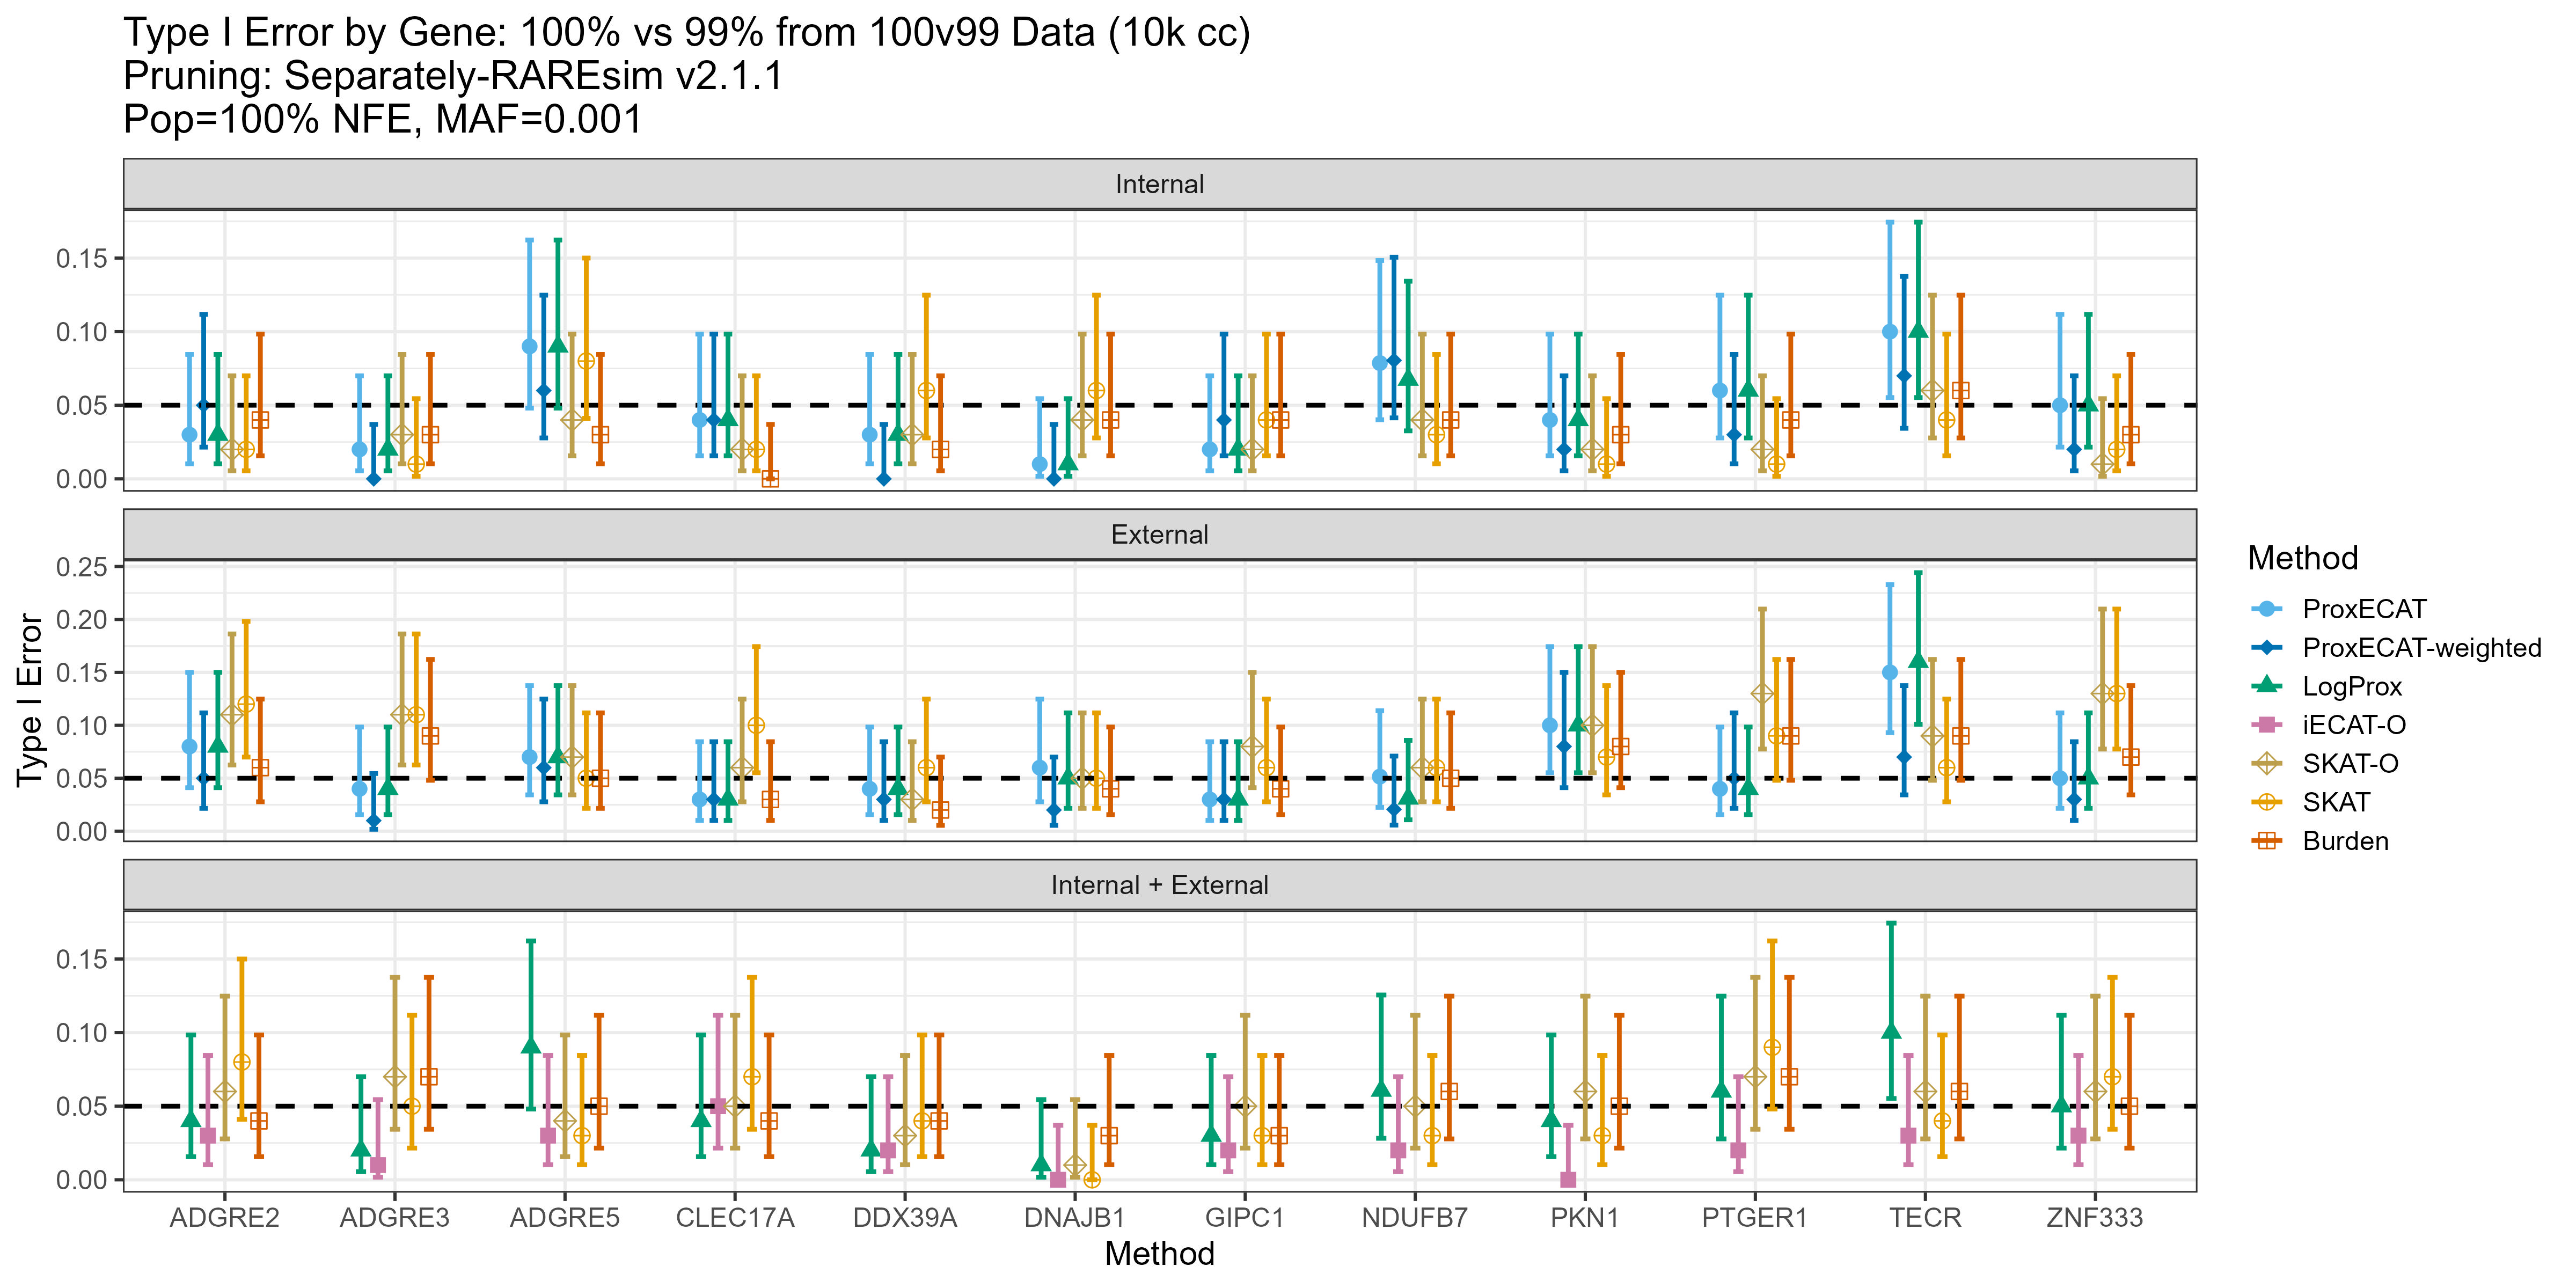 Type I Error by Gene: 100% vs 99% from 100v99 Data (10k cc)
Pruning: Separately-RAREsim v2.1.1
Pop=100% NFE, MAF=0.001
Internal
0.15
0.10
0.05
0.00
External
0.25
0.20
0.15
0.10
0.05
0.00
Type I Error
Internal + External
0.15
0.10
0.05
0.00
ADGRE2 ADGRE3 ADGRE5 CLEC17A DDX39A DNAJB1 GIPC1 NDUFB7 PKN1 PTGER1 TECR ZNF333
Method
Method
ProxECAT
ProxECAT-weighted
LogProx
iECAT-O
SKAT-O
SKAT
Burden